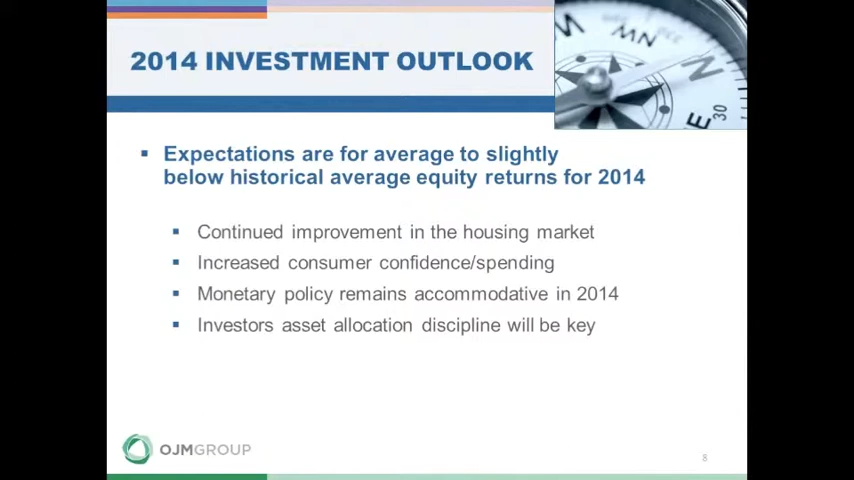 2014 INVESTMENT OUTLOOK
W
NW
N
E
30
▪ Expectations are for average to slightly
below historical average equity returns for 2014
▪ Continued improvement in the housing market
▪ Increased consumer confidence/spending
▪ Monetary policy remains accommodative in 2014
▪ Investors asset allocation discipline will be key
OJMGROUP
8